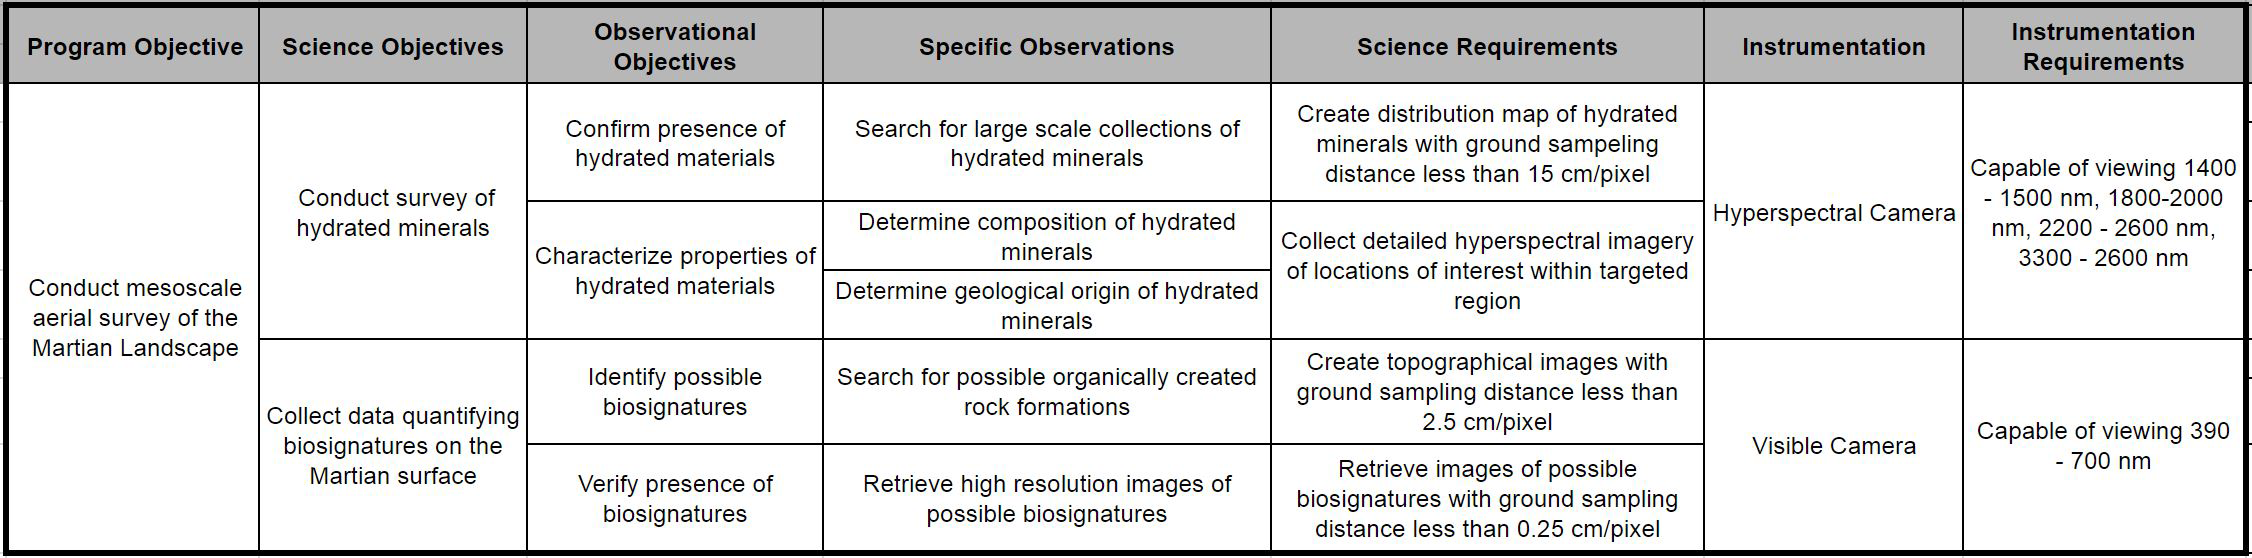 Program Objective
Science Objectives
Observational
Objectives
Specific Observations
Science Requirements
Instrumentation
Instrumentation
Requirements
Conduct mesoscale
aerial survey of the
Martian Landscape
Conduct survey of
hydrated minerals
Confirm presence of
hydrated materials
Search for large scale collections of
hydrated minerals
Create distribution map of hydrated
minerals with ground sampeling
distance less than 15 cm/pixel
Hyperspectral Camera
Capable of viewing 1400
- 1500 nm, 1800-2000
nm, 2200 - 2600 nm,
3300 - 2600 nm
Characterize properties of
hydrated materials
Determine composition of hydrated
minerals
Collect detailed hyperspectral imagery
of locations of interest within targeted
region
Determine geological origin of hydrated
minerals
Collect data quantifying
biosignatures on the
Martian surface
Identify possible
biosignatures
Search for possible organically created
rock formations
Create topographical images with
ground sampling distance less than
2.5 cm/pixel
Visible Camera
Capable of viewing 390
- 700 nm
Verify presence of
biosignatures
Retrieve high resolution images of
possible biosignatures
Retrieve images of possible
biosignatures with ground sampling
distance less than 0.25 cm/pixel